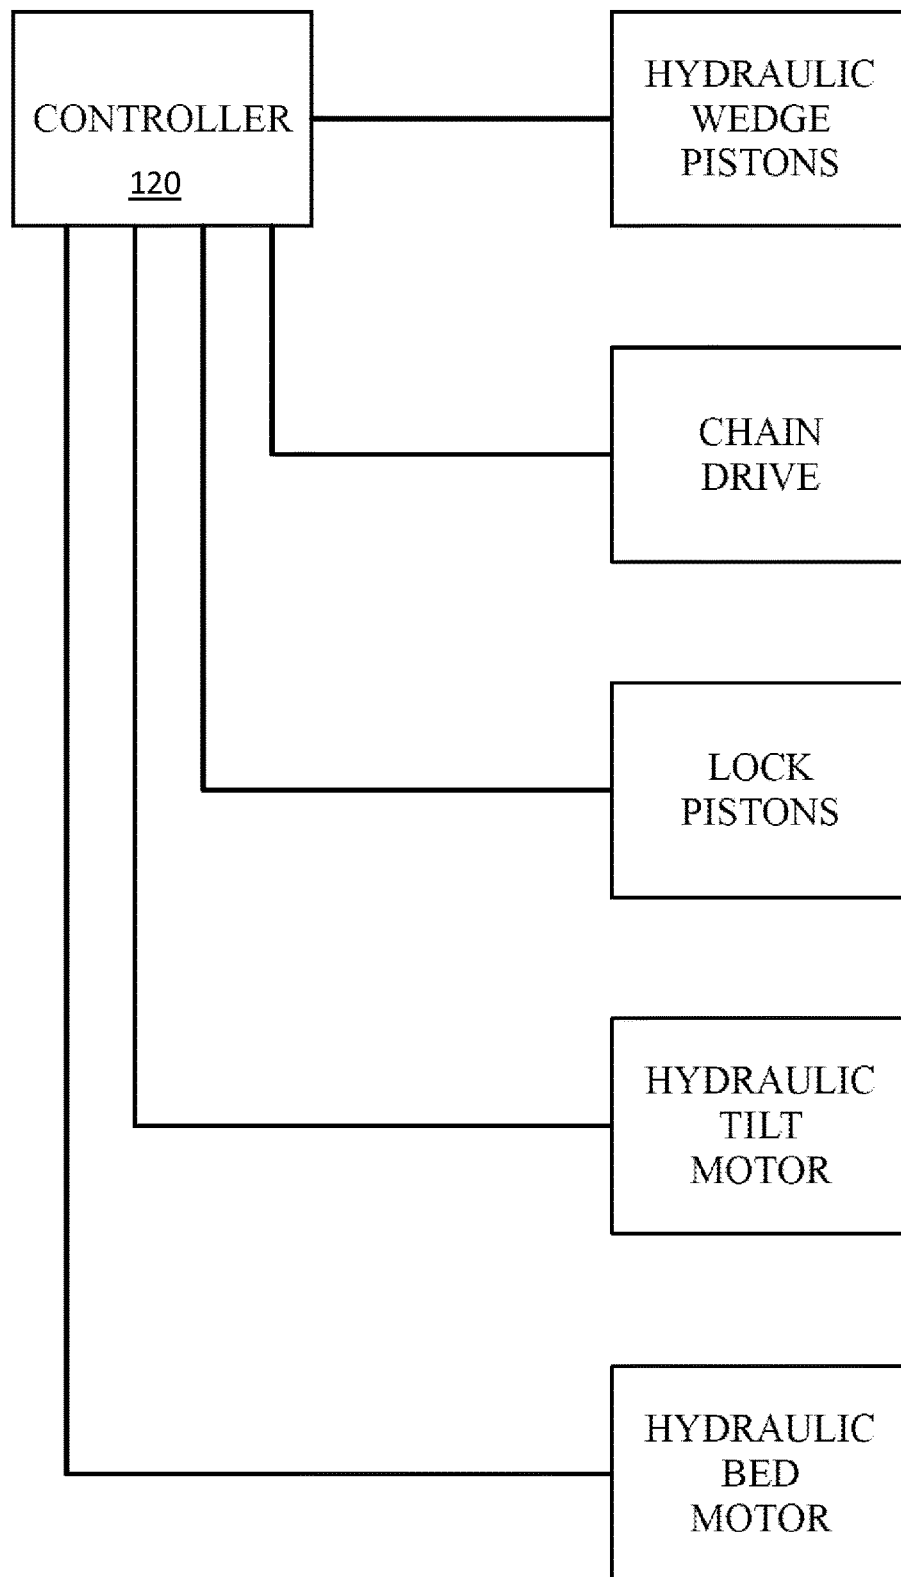 CONTROLLER
120
HYDRAULIC
WEDGE
PISTONS
CHAIN
DRIVE
LOCK
PISTONS
HYDRAULIC
TILT
MOTOR
HYDRAULIC
BED
MOTOR